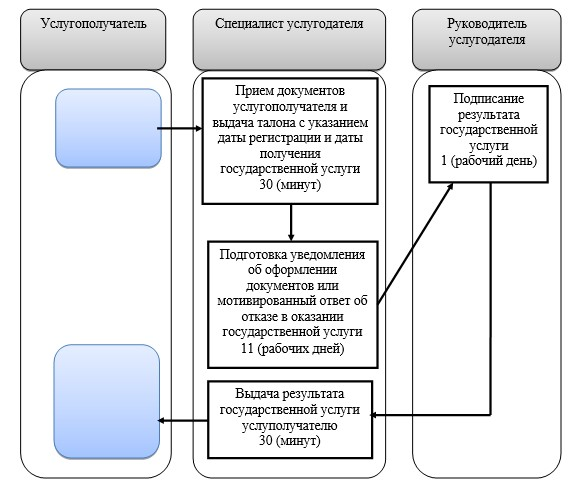 Услугополучатель
Специалист услугодателя
Руководитель
услугодателя
Прием документов
услугополучателя и
выдача талона с указанием
даты регистрации и даты
получения
государственной услуги
30 (минут)
Подписание
результата
государственной
услуги
1 (рабочий день)
Подготовка уведомления
об оформлении
документов или
мотивированный ответ об
отказе в оказании
государственной услуги
11 (рабочих дней)
Выдача результата
государственной услуги
услуполучателю
30 (минут)